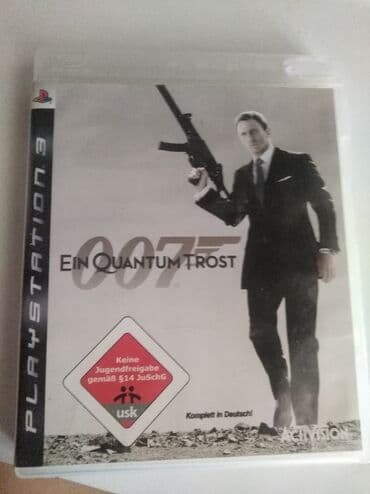 PLAYSTATION 3
007
EIN QUANTUM TROST
Keine
Jugendfreigabe
gemäß §14 JuSchG
usk
Komplett in Deutsch!
ACTIVISION